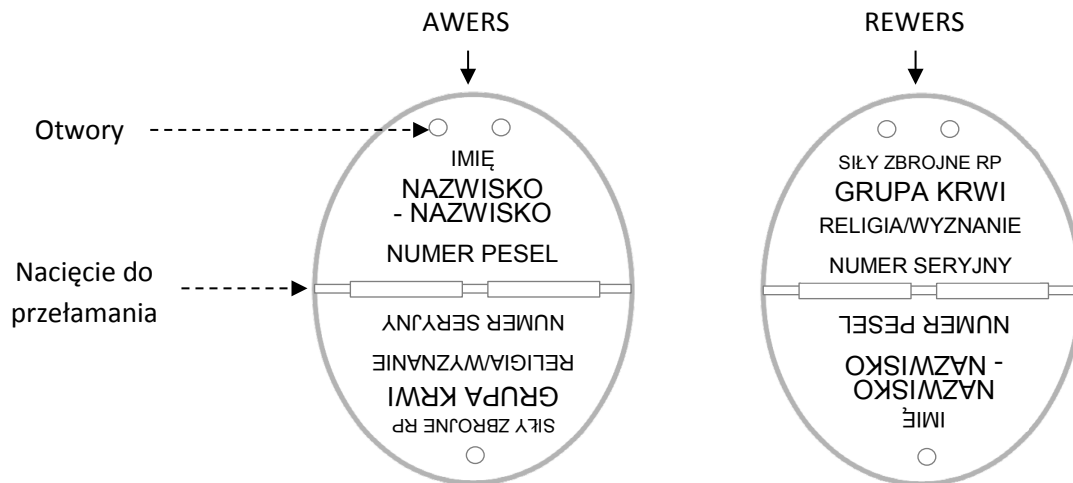 AWERS
Otwory
IMIĘ
NAZWISKO
- NAZWISKO
NUMER PESEL
Nacięcie do
przełamania
NUMER SERYJNY
RELIGIA/WYZNANIE
GRUPA KRWI
SIŁY ZBROJNE RP
REWERS
SIŁY ZBROJNE RP
GRUPA KRWI
RELIGIA/WYZNANIE
NUMER SERYJNY
NUMER PESEL
- NAZWISKO
NAZWISKO
IMIĘ